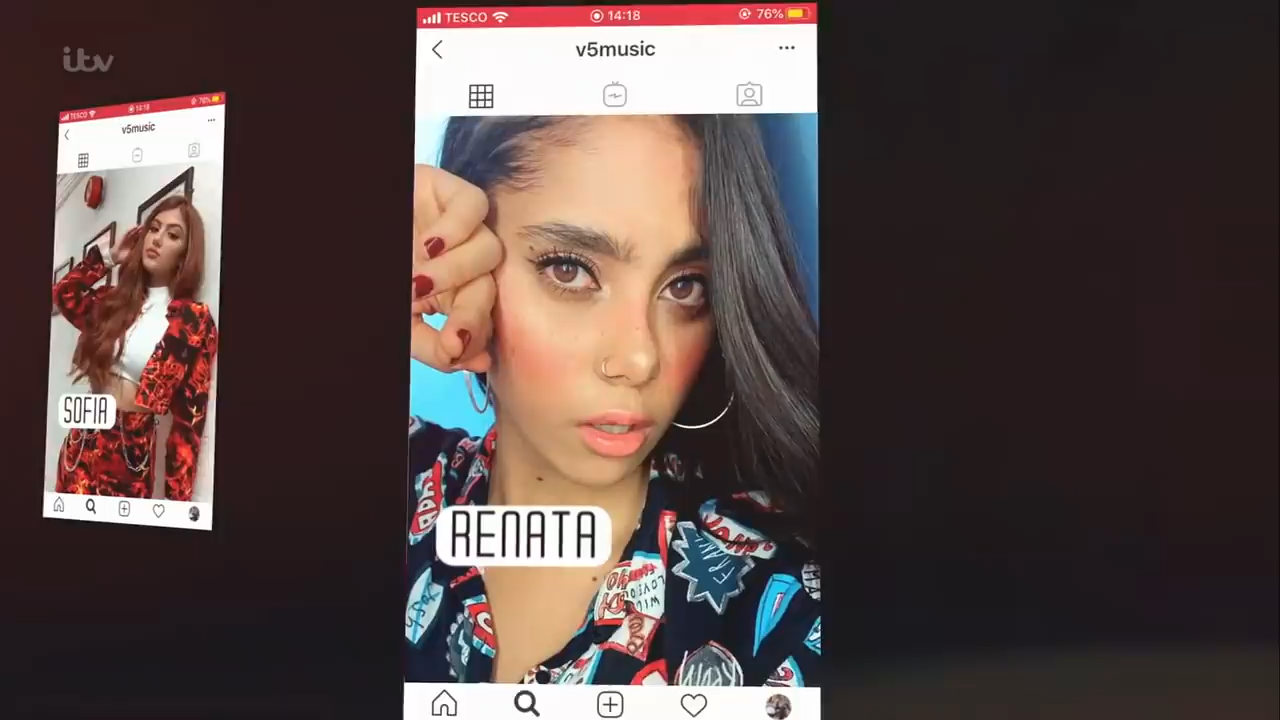 itv
TESCO 14:18 76%
v5music
SOFIA
TESCO 14:18 76%
v5music
RENATA